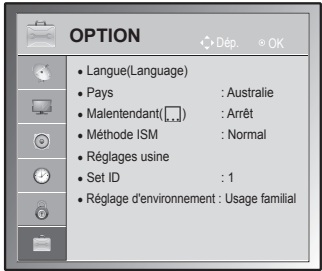 OPTION
Dép. OK
• Langue(Language)
• Pays : Australie
• Malentendant( ) : Arrêt
• Méthode ISM : Normal
• Réglages usine
• Set ID : 1
• Réglage d'environnement : Usage familial